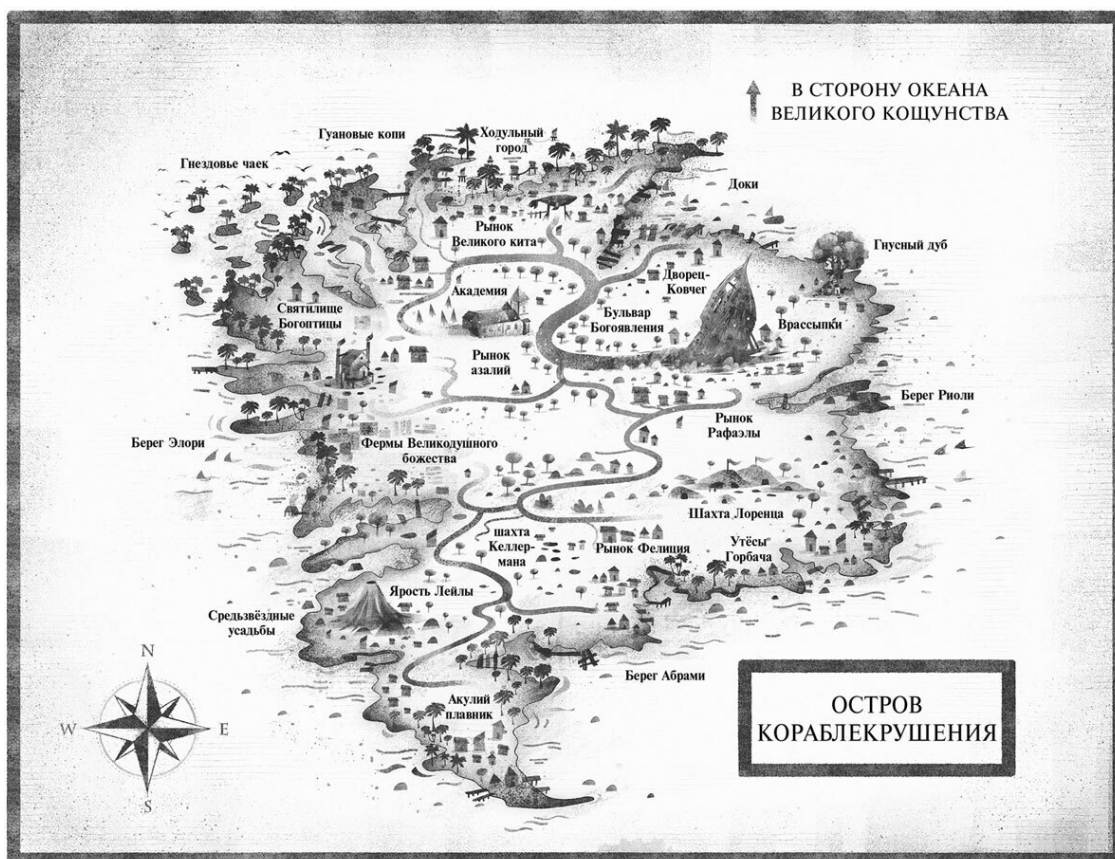 В СТОРОНУ ОКЕАНА
ВЕЛИКОГО КОЩУНСТВА
Гуановые копи
Ходульный
город
Гнездовье чаек
Доки
Рынок
Великого кита
Гнусный дуб
Дворец-
Ковчег
Академия
Святилище
Богоптицы
Бульвар
Богоявления
Врассыпки
Рынок
азалий
Берег Риоли
Рынок
Рафаэлы
Берег Элори
Фермы Великодушного
божества
Шахта Лоренца
шахта
Келлер-
мана
Рынок Фелиция
Утёсы
Горбача
Ярость Лейлы
Средьзвёздные
усадьбы
Берег Абрами
Акулий
плавник
N
W
E
S
ОСТРОВ
КОРАБЛЕКРУШЕНИЯ